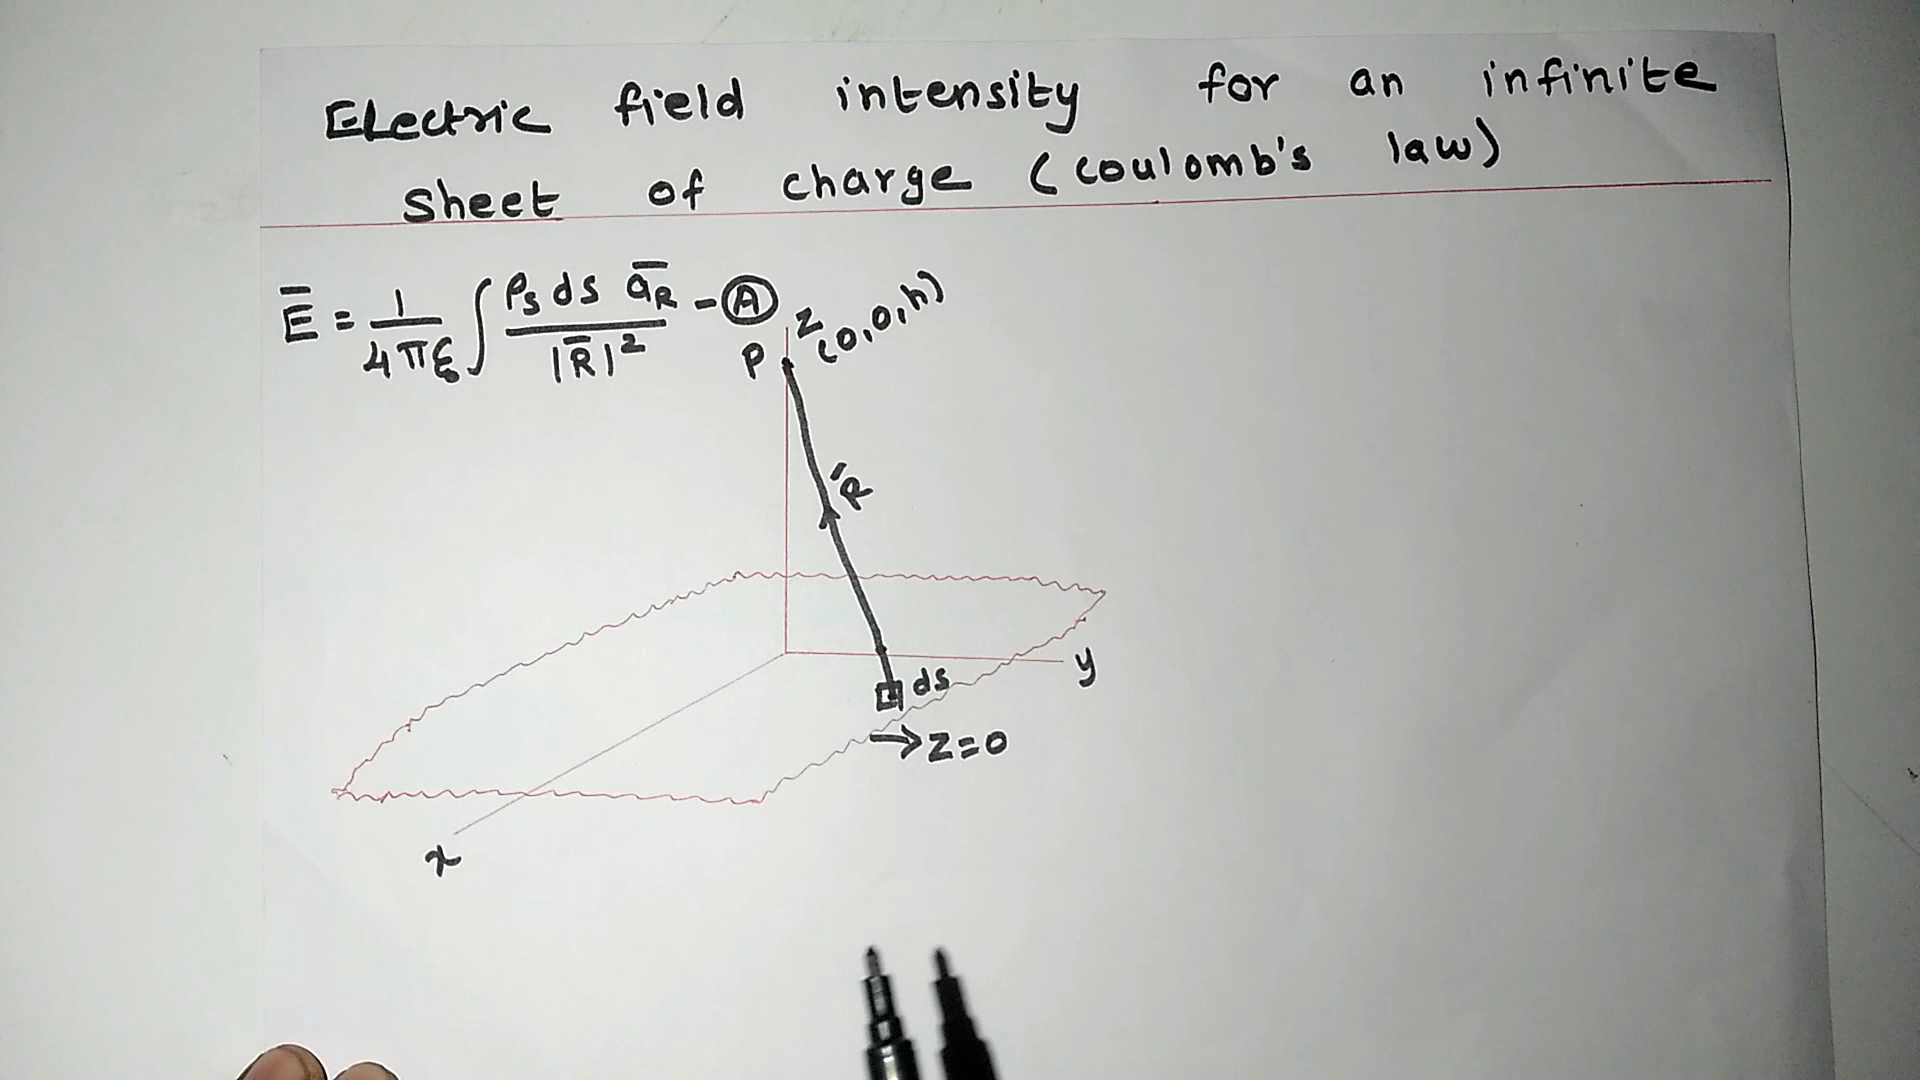 Electric field intensity for an infinite
sheet of charge (coulomb's law)
Ē = 1/4πε ∫ ρs ds āR / |R̄|² - Ⓐ
z
P (0,0,h)
R̄
ds
y
→ z=0
x